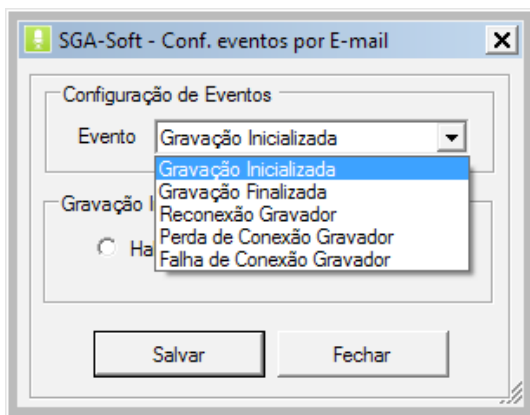 SGA-Soft - Conf. eventos por E-mail
Configuração de Eventos
Evento
Gravação Inicializada
Gravação Inicializada
Gravação Finalizada
Reconexão Gravador
Perda de Conexão Gravador
Falha de Conexão Gravador
Gravação
Salvar
Fechar